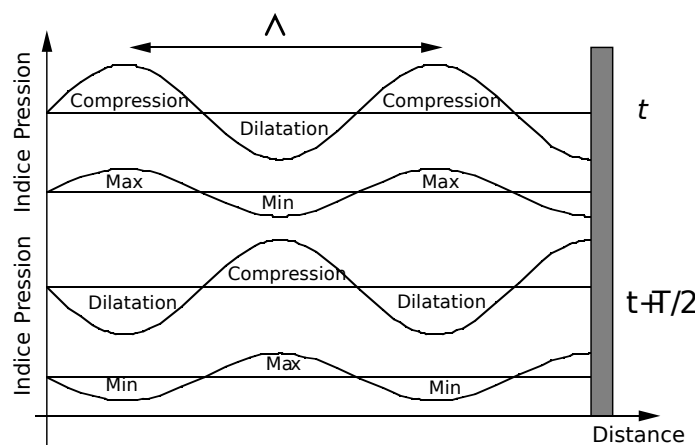 Λ
Compression
Compression
Dilatation
t
Indice Pression
Max
Max
Min
Compression
Dilatation
Dilatation
t+T/2
Indice Pression
Max
Min
Min
Distance